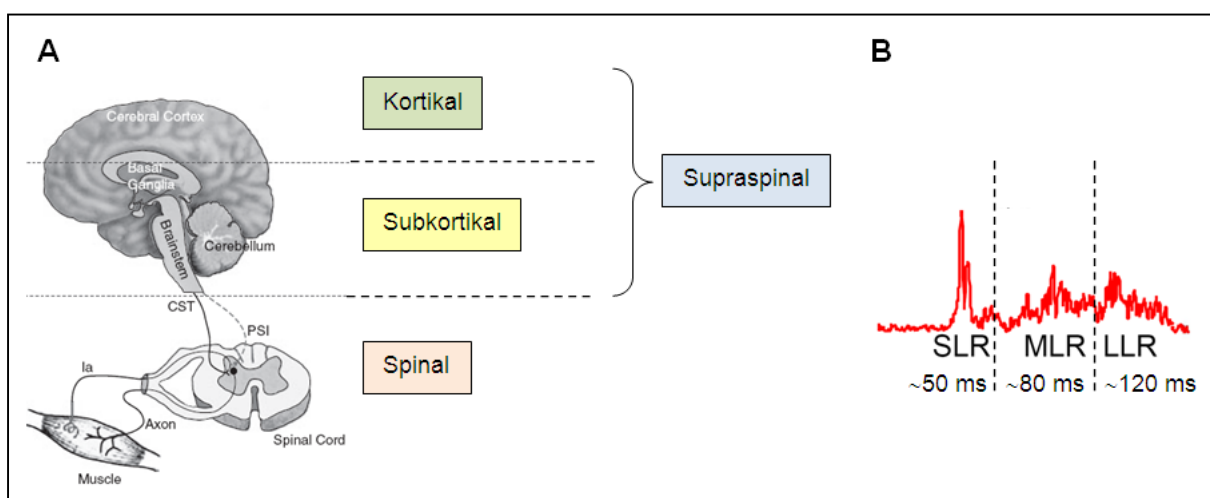 A
Cerebral Cortex
Basal
Ganglia
Brainstem
Cerebellum
CST
PSI
Ia
Axon
Spinal Cord
Muscle
Kortikal
Subkortikal
Spinal
Supraspinal
B
SLR MLR LLR
~50 ms ~80 ms ~120 ms